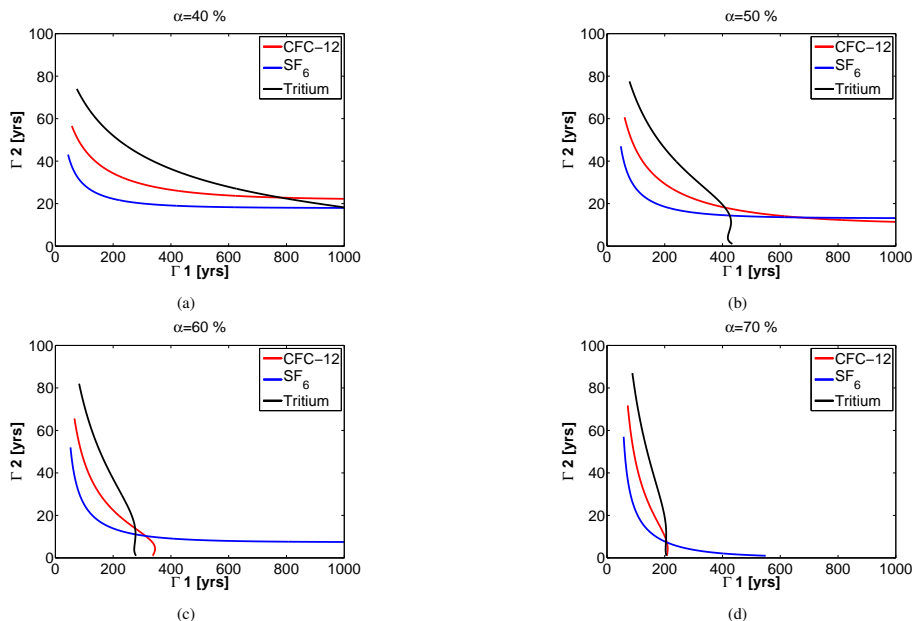 α=40 %
100
80
60
40
20
0
Γ 2 [yrs]
0 200 400 600 800 1000
Γ 1 [yrs]
CFC−12
SF6
Tritium
(a)
α=50 %
100
80
60
40
20
0
Γ 2 [yrs]
0 200 400 600 800 1000
Γ 1 [yrs]
CFC−12
SF6
Tritium
(b)
α=60 %
100
80
60
40
20
0
Γ 2 [yrs]
0 200 400 600 800 1000
Γ 1 [yrs]
CFC−12
SF6
Tritium
(c)
α=70 %
100
80
60
40
20
0
Γ 2 [yrs]
0 200 400 600 800 1000
Γ 1 [yrs]
CFC−12
SF6
Tritium
(d)